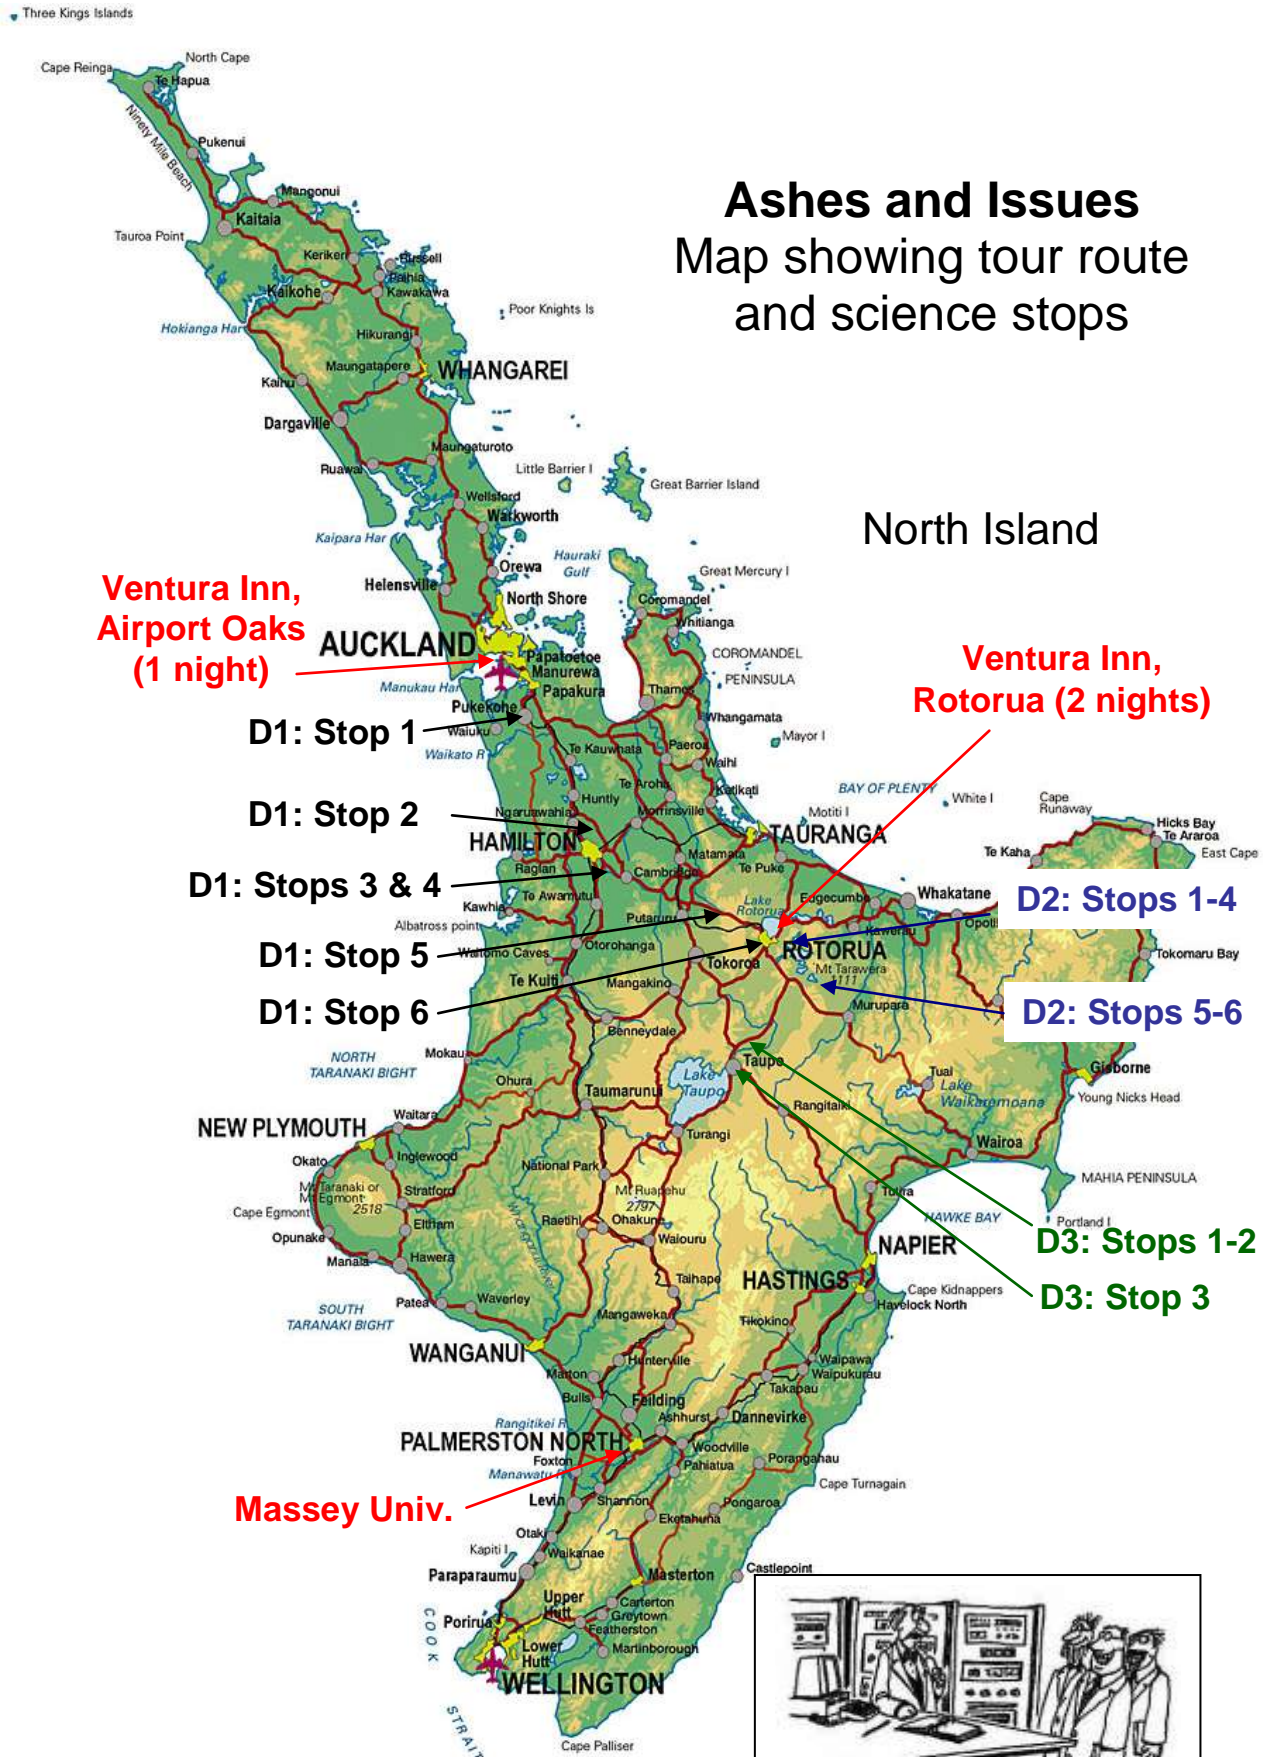 Three Kings Islands
North Cape
Cape Reinga
Te Hapua
Ninety Mile Beach
Pukenui
Mangonui
Kaitaia
Tauroa Point
Ashes and Issues
Map showing tour route
and science stops
Kerikeri
Russell
Paihia
Kaikohe
Kawakawa
Poor Knights Is
Hokianga Har
Hikurangi
Maungatapere
WHANGAREI
Kaihu
Dargaville
Maungaturoto
Ruawai
Little Barrier I
Great Barrier Island
Wellsford
Warkworth
North Island
Kaipara Har
Hauraki
Gulf
Orewa
Great Mercury I
Helensville
Ventura Inn,
Airport Oaks
(1 night)
North Shore
Coromandel
Whitianga
AUCKLAND
COROMANDEL
PENINSULA
Papatoetoe
Manurewa
Papakura
Manukau Har
Ventura Inn,
Rotorua (2 nights)
Thames
Pukekohe
Whangamata
D1: Stop 1
Waiuku
Mayor I
Waikato R
Te Kauwhata
Paeroa
Waihi
Te Aroha
Katikati
BAY OF PLENTY
White I
Cape
Runaway
Huntly
D1: Stop 2
Ngaruawahia
Morrinsville
Motiti I
Hicks Bay
Te Araroa
HAMILTON
TAURANGA
Te Kaha
East Cape
Matamata
Raglan
Cambridge
Te Puke
D1: Stops 3 & 4
Te Awamutu
Lake
Rotorua
Edgecumbe
Whakatane
D2: Stops 1-4
Kawhia
Putaruru
Albatross point
Kawerau
Otorohanga
D1: Stop 5
Waitomo Caves
Tokoroa
ROTORUA
Tokomaru Bay
Te Kuiti
Mangakino
Mt Tarawera
1111
D1: Stop 6
Murupara
D2: Stops 5-6
Benneydale
NORTH
TARANAKI BIGHT
Mokau
Taupo
Lake
Taupo
Gisborne
Ohura
Tuai
Lake
Waikaremoana
Taumarunui
Rangitaiki
Young Nicks Head
Waitara
NEW PLYMOUTH
Turangi
Wairoa
Okato
Inglewood
National Park
MAHIA PENINSULA
Mt Taranaki or
Mt Egmont
2518
Stratford
Mt Ruapehu
2797
Tutira
Cape Egmont
Raetihi
Ohakune
HAWKE BAY
Portland I
Opunake
Eltham
Waiouru
NAPIER
D3: Stops 1-2
Manaia
Hawera
Taihape
HASTINGS
Cape Kidnappers
D3: Stop 3
Patea
Waverley
Havelock North
SOUTH
TARANAKI BIGHT
Mangaweka
Tikokino
WANGANUI
Hunterville
Waipawa
Waipukurau
Marton
Takapau
Bulls
Feilding
Rangitikei R
Ashhurst
Dannevirke
PALMERSTON NORTH
Woodville
Foxton
Pahiatua
Porangahau
Manawatu R
Cape Turnagain
Massey Univ.
Levin
Shannon
Pongaroa
Eketahuna
Otaki
Kapiti I
Waikanae
Paraparaumu
Masterton
Castlepoint
Upper
Hutt
Carterton
Greytown
Featherston
Porirua
COOK
Lower
Hutt
Martinborough
WELLINGTON
STRAIT
Cape Palliser